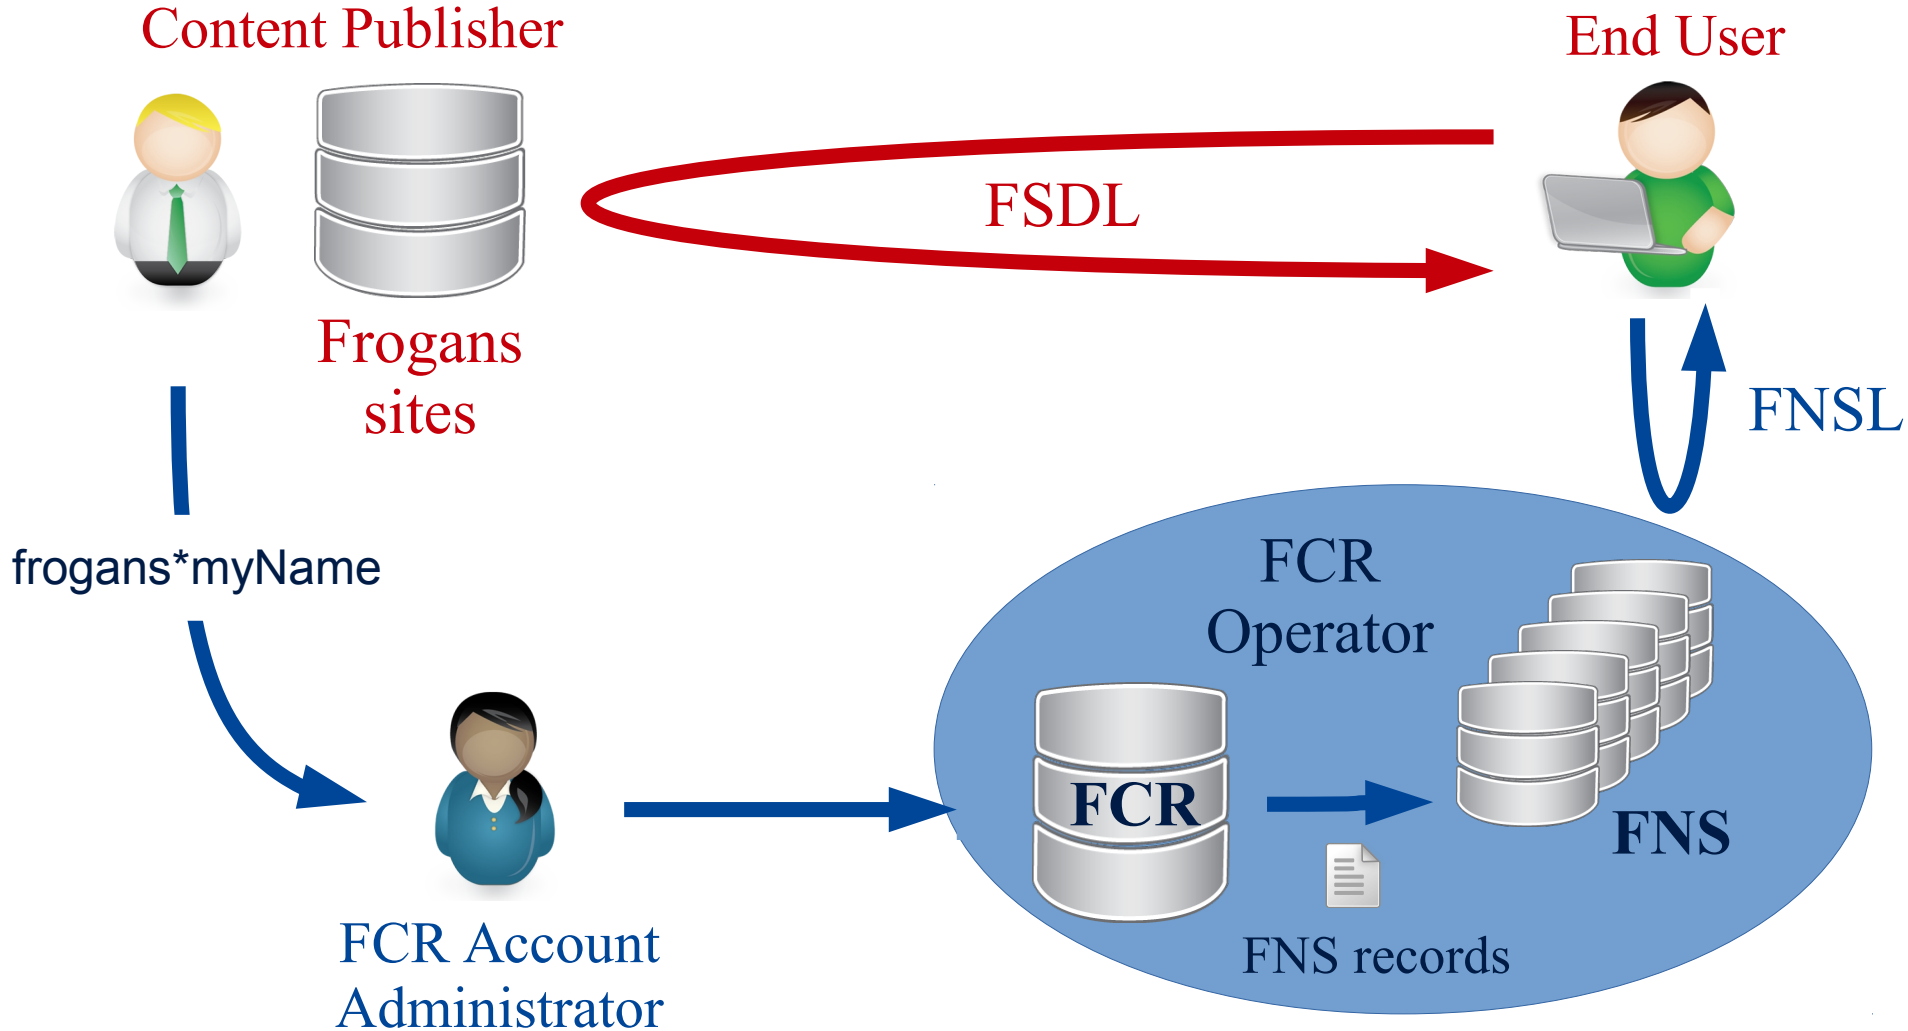 Content Publisher
End User
FSDL
Frogans
sites
FNSL
frogans*myName
FCR
Operator
FCR
FNS
FNS records
FCR Account
Administrator